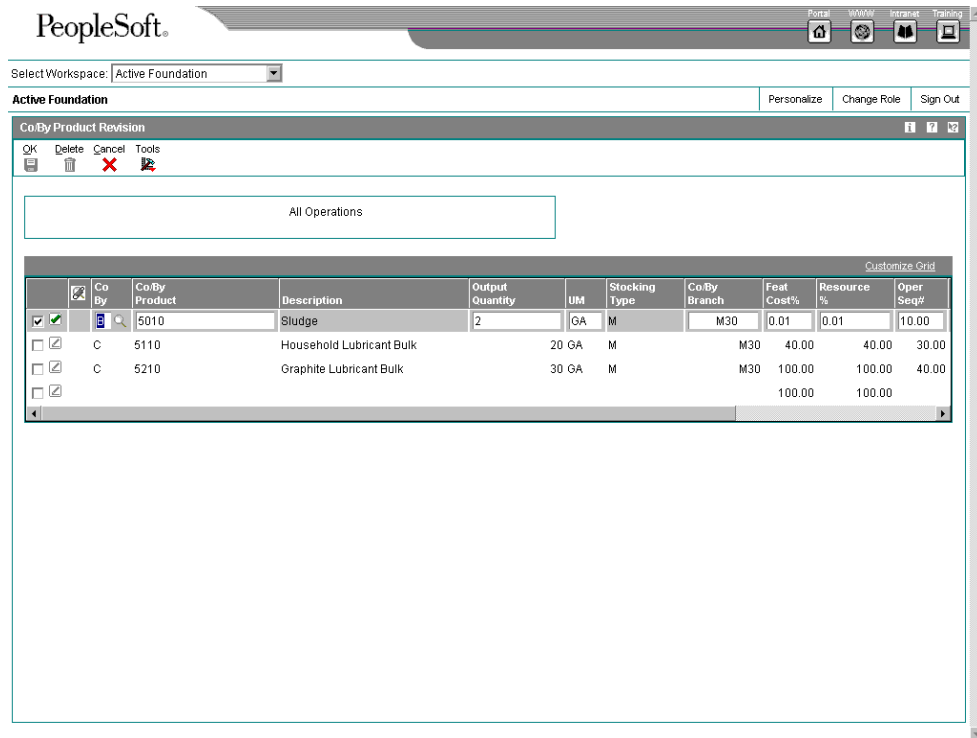 Portal WWW Intranet Training
PeopleSoft®
Select Workspace: Active Foundation
Active Foundation Personalize Change Role Sign Out
Co/By Product Revision i ? ?
OK Delete Cancel Tools
All Operations
Customize Grid
Co By Co/By Product Description Output Quantity UM Stocking Type Co/By Branch Feat Cost% Resource % Oper Seq#
B 5010 Sludge 2 GA M M30 0.01 0.01 10.00
C 5110 Household Lubricant Bulk 20 GA M M30 40.00 40.00 30.00
C 5210 Graphite Lubricant Bulk 30 GA M M30 100.00 100.00 40.00
100.00 100.00